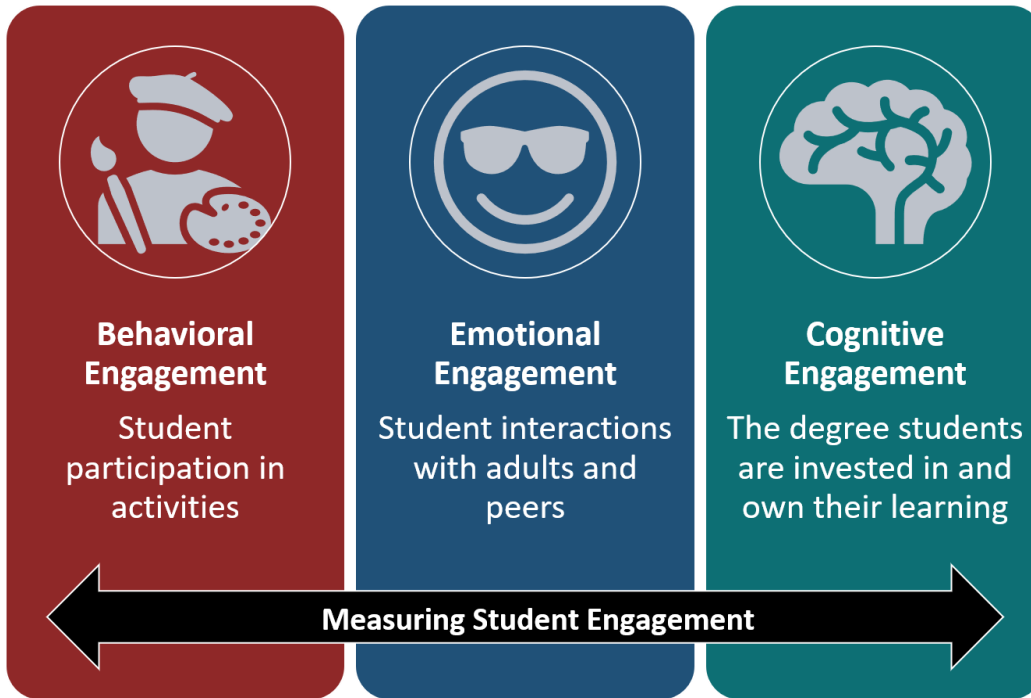 Behavioral
Engagement
Student
participation in
activities
Emotional
Engagement
Student interactions
with adults and
peers
Cognitive
Engagement
The degree students
are invested in and
own their learning
Measuring Student Engagement